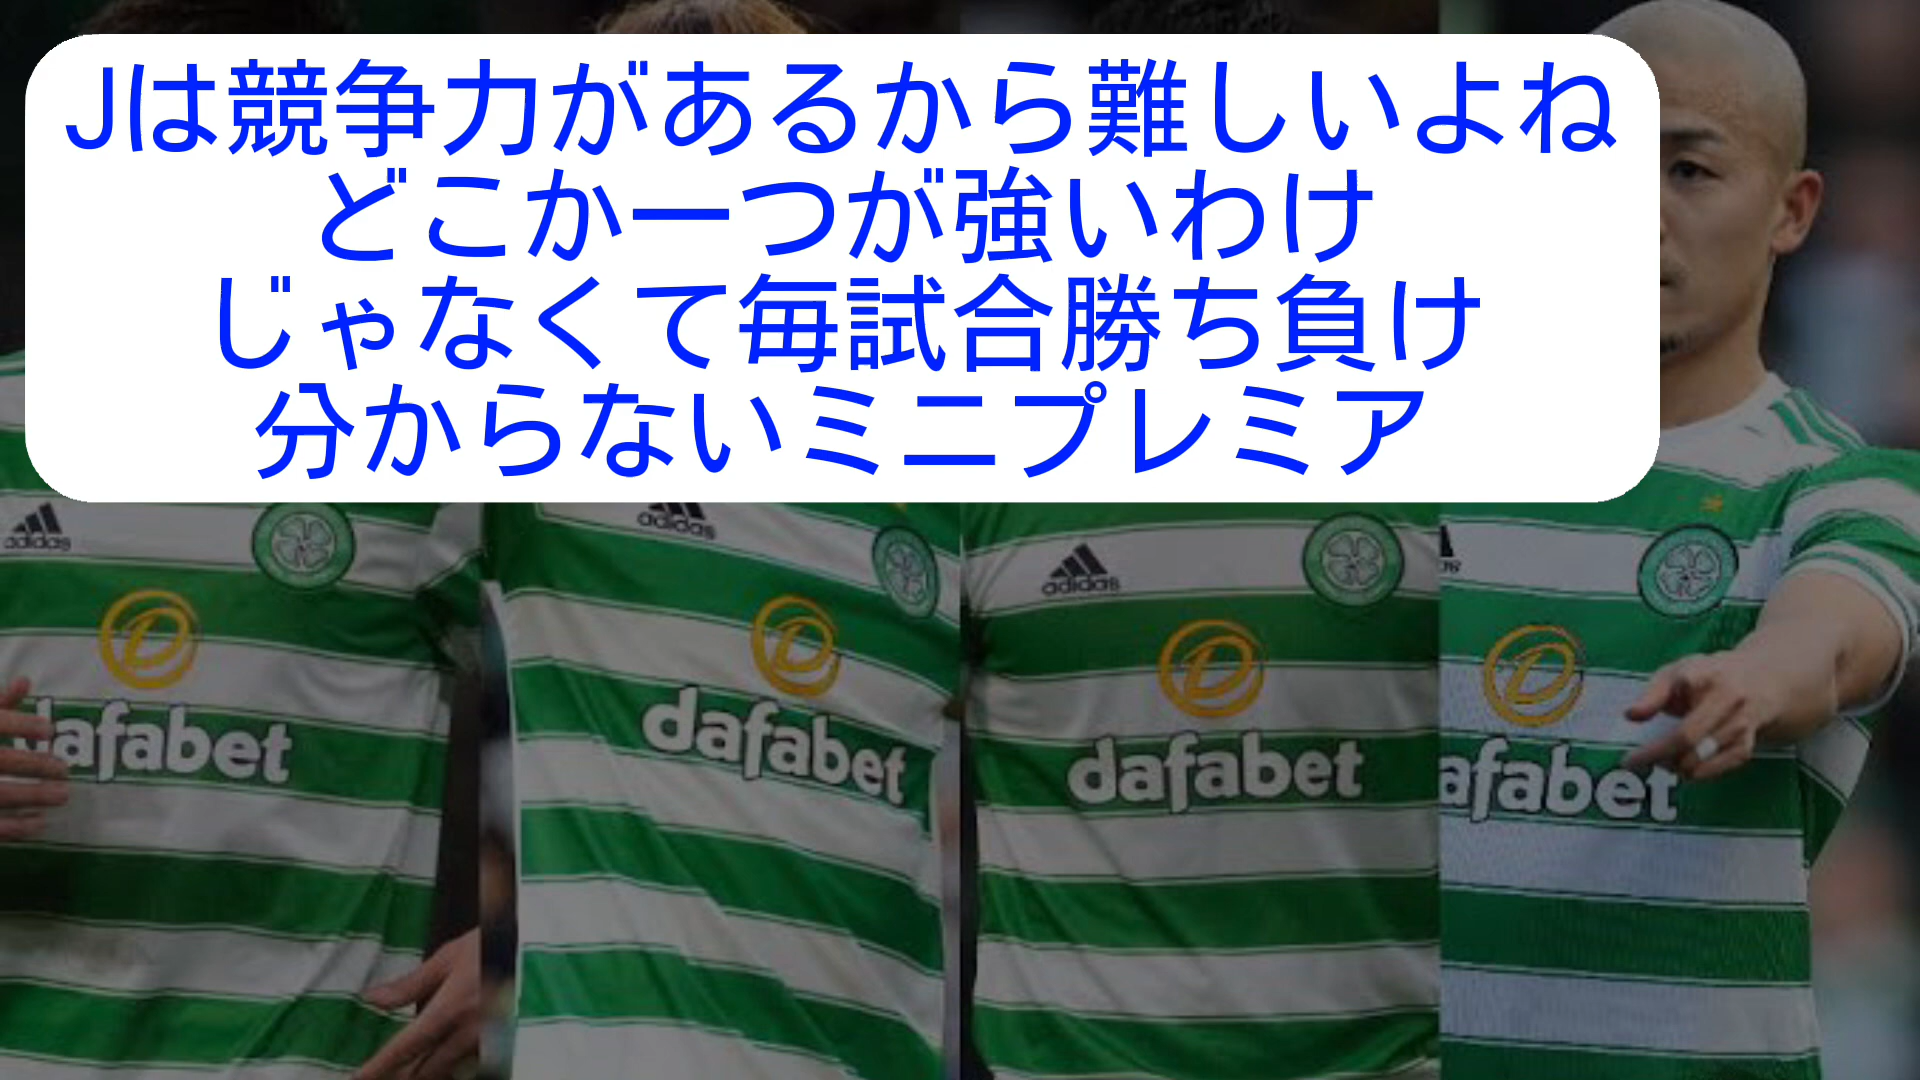 Jは競争力があるから難しいよね
どこか一つが強いわけ
じゃなくて毎試合勝ち負け
分からないミニプレミア
adidas
adidas
adidas
dafabet
dafabet
dafabet
afabet